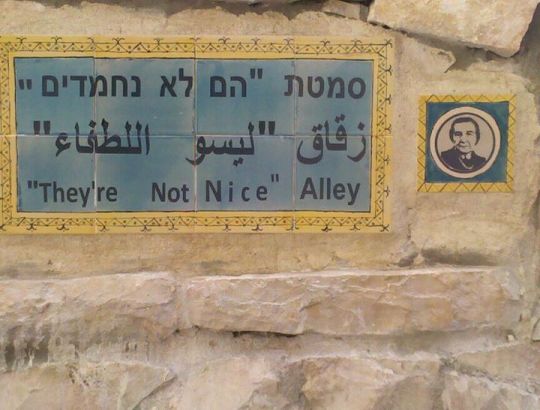 סמטת "הם לא נחמדים"
زقاق "ليسو اللطفاء"
"They're Not Nice" Alley